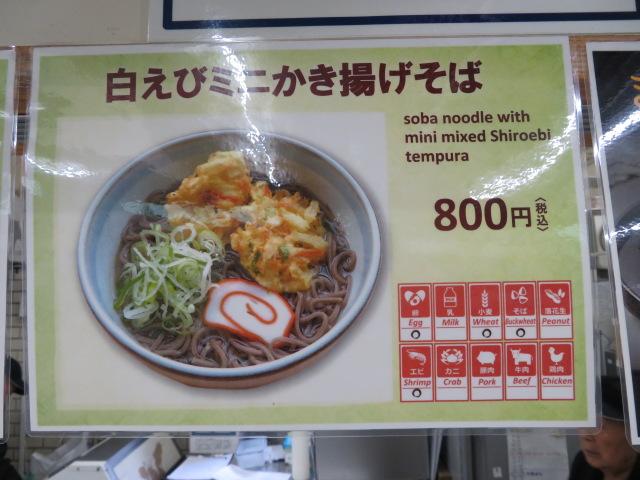 白えびミニかき揚げそば
soba noodle with
mini mixed Shiroebi
tempura
800円〈税込〉
卵 乳 小麦 そば 落花生
Egg Milk Wheat Buckwheat Peanut
エビ カニ 豚肉 牛肉 鶏肉
Shrimp Crab Pork Beef Chicken